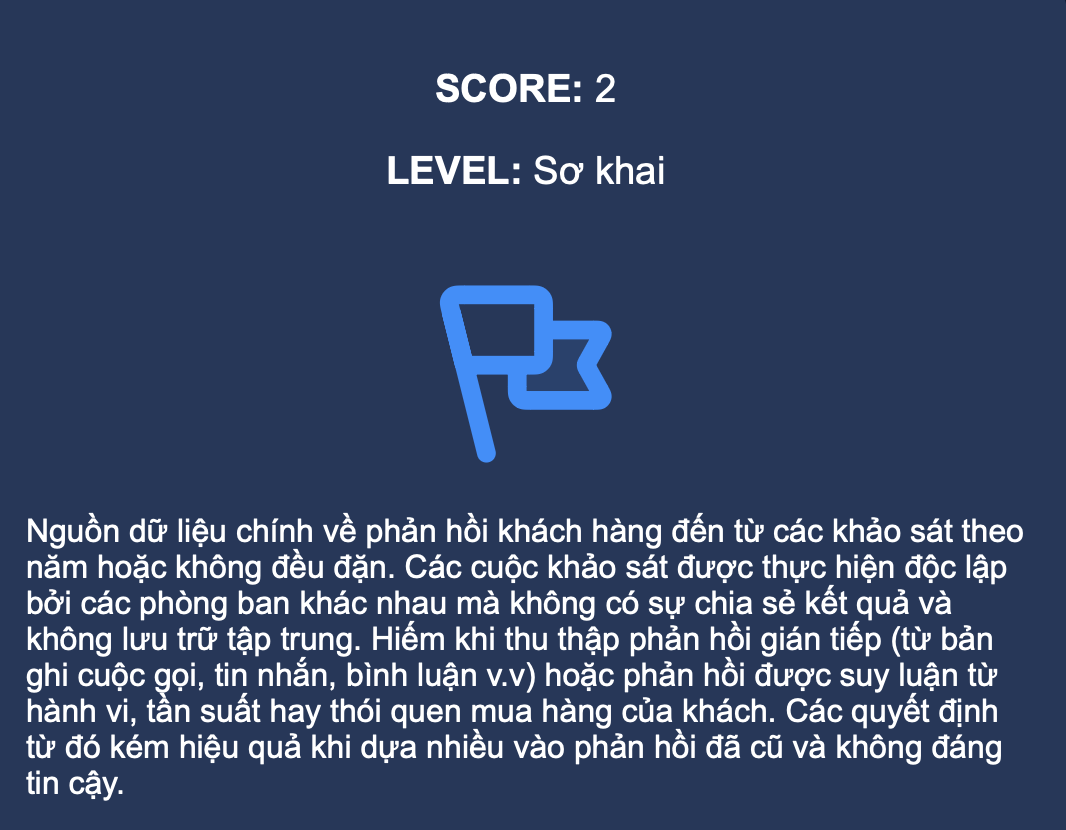 SCORE: 2
LEVEL: Sơ khai
Nguồn dữ liệu chính về phản hồi khách hàng đến từ các khảo sát theo
năm hoặc không đều đặn. Các cuộc khảo sát được thực hiện độc lập
bởi các phòng ban khác nhau mà không có sự chia sẻ kết quả và
không lưu trữ tập trung. Hiếm khi thu thập phản hồi gián tiếp (từ bản
ghi cuộc gọi, tin nhắn, bình luận v.v) hoặc phản hồi được suy luận từ
hành vi, tần suất hay thói quen mua hàng của khách. Các quyết định
từ đó kém hiệu quả khi dựa nhiều vào phản hồi đã cũ và không đáng
tin cậy.